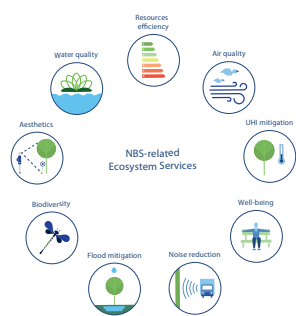 Resources
efficiency
Water quality
Air quality
Aesthetics
UHI mitigation
NBS-related
Ecosystem Services
Biodiversity
Well-being
Flood mitigation
Noise reduction